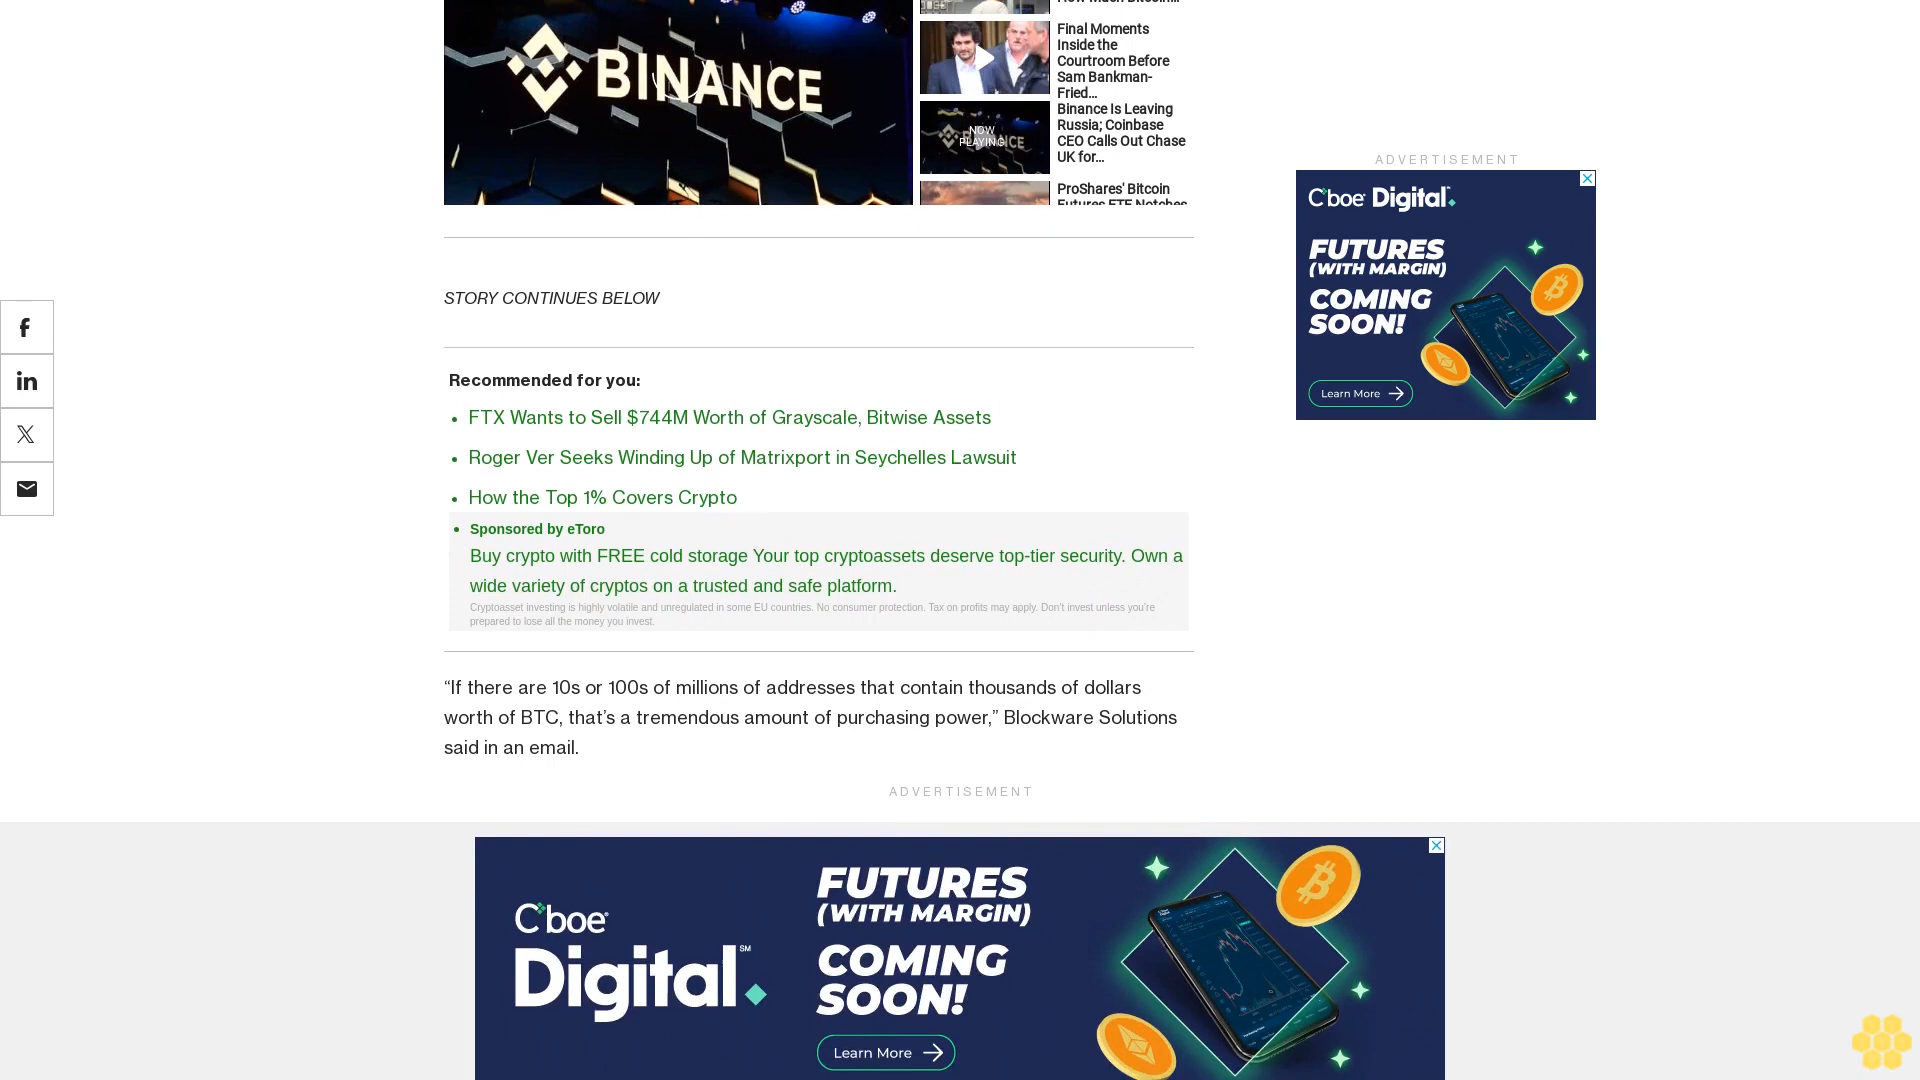 BINANCE
Final Moments
Inside the
Courtroom Before
Sam Bankman-
Fried...
NOW
PLAYING
Binance Is Leaving
Russia; Coinbase
CEO Calls Out Chase
UK for...
ProShares' Bitcoin
Futures ETF Notches
STORY CONTINUES BELOW
Recommended for you:
• FTX Wants to Sell $744M Worth of Grayscale, Bitwise Assets
• Roger Ver Seeks Winding Up of Matrixport in Seychelles Lawsuit
• How the Top 1% Covers Crypto
• Sponsored by eToro
Buy crypto with FREE cold storage Your top cryptoassets deserve top-tier security. Own a
wide variety of cryptos on a trusted and safe platform.
Cryptoasset investing is highly volatile and unregulated in some EU countries. No consumer protection. Tax on profits may apply. Don't invest unless you're
prepared to lose all the money you invest.
“If there are 10s or 100s of millions of addresses that contain thousands of dollars
worth of BTC, that’s a tremendous amount of purchasing power,” Blockware Solutions
said in an email.
ADVERTISEMENT
Cboe Digital
FUTURES
(WITH MARGIN)
COMING
SOON!
Learn More
ADVERTISEMENT
Cboe®
Digital℠
FUTURES
(WITH MARGIN)
COMING
SOON!
Learn More